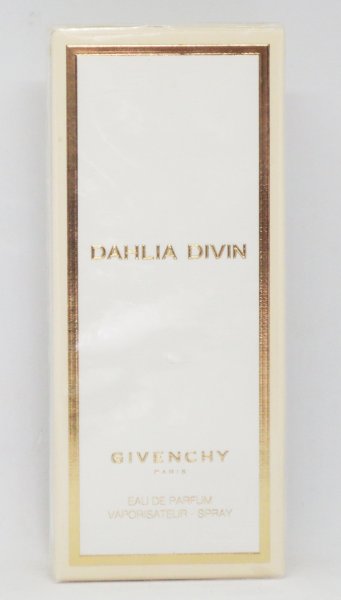 DAHLIA DIVIN
GIVENCHY
PARIS
EAU DE PARFUM
VAPORISATEUR - SPRAY